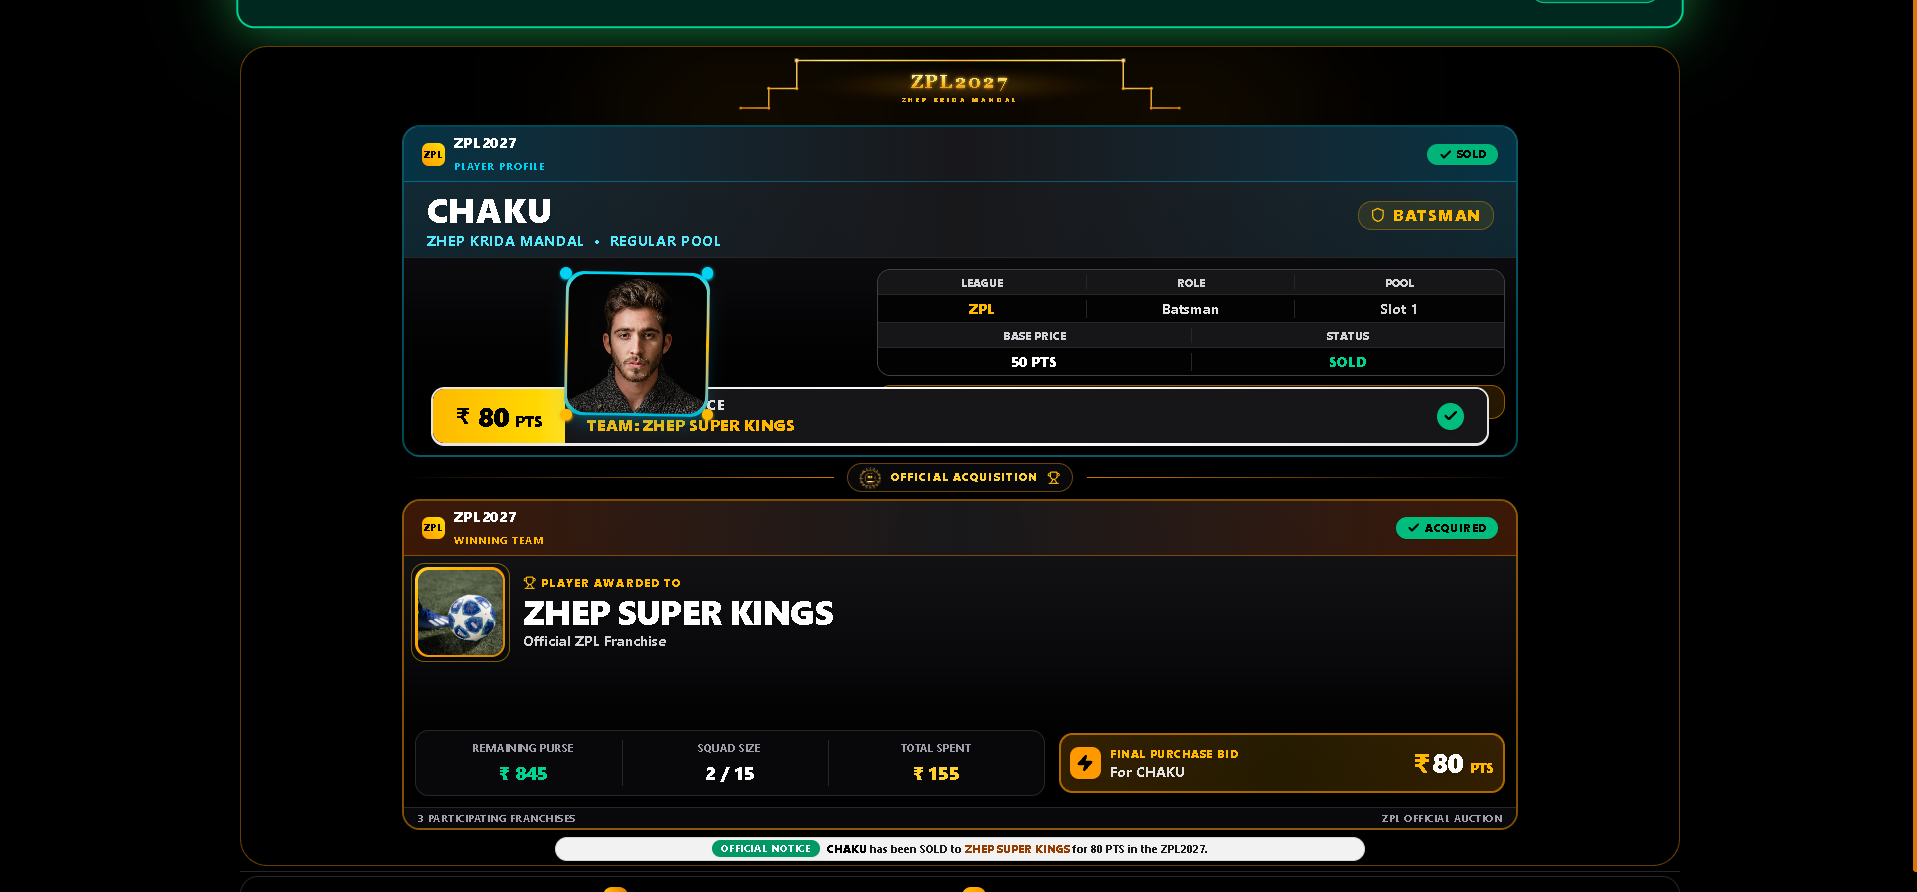 ZPL2027
ZHEP KRIDA MANDAL
ZPL
ZPL2027
PLAYER PROFILE
SOLD
CHAKU
ZHEP KRIDA MANDAL • REGULAR POOL
BATSMAN
LEAGUE ROLE POOL
ZPL Batsman Slot 1
BASE PRICE STATUS
50 PTS SOLD
₹ 80 PTS
CE
TEAM: ZHEP SUPER KINGS
OFFICIAL ACQUISITION
ZPL
ZPL2027
WINNING TEAM
ACQUIRED
PLAYER AWARDED TO
ZHEP SUPER KINGS
Official ZPL Franchise
REMAINING PURSE SQUAD SIZE TOTAL SPENT
₹ 845 2 / 15 ₹ 155
FINAL PURCHASE BID
For CHAKU
₹80 PTS
3 PARTICIPATING FRANCHISES
ZPL OFFICIAL AUCTION
OFFICIAL NOTICE CHAKU has been SOLD to ZHEP SUPER KINGS for 80 PTS in the ZPL2027.